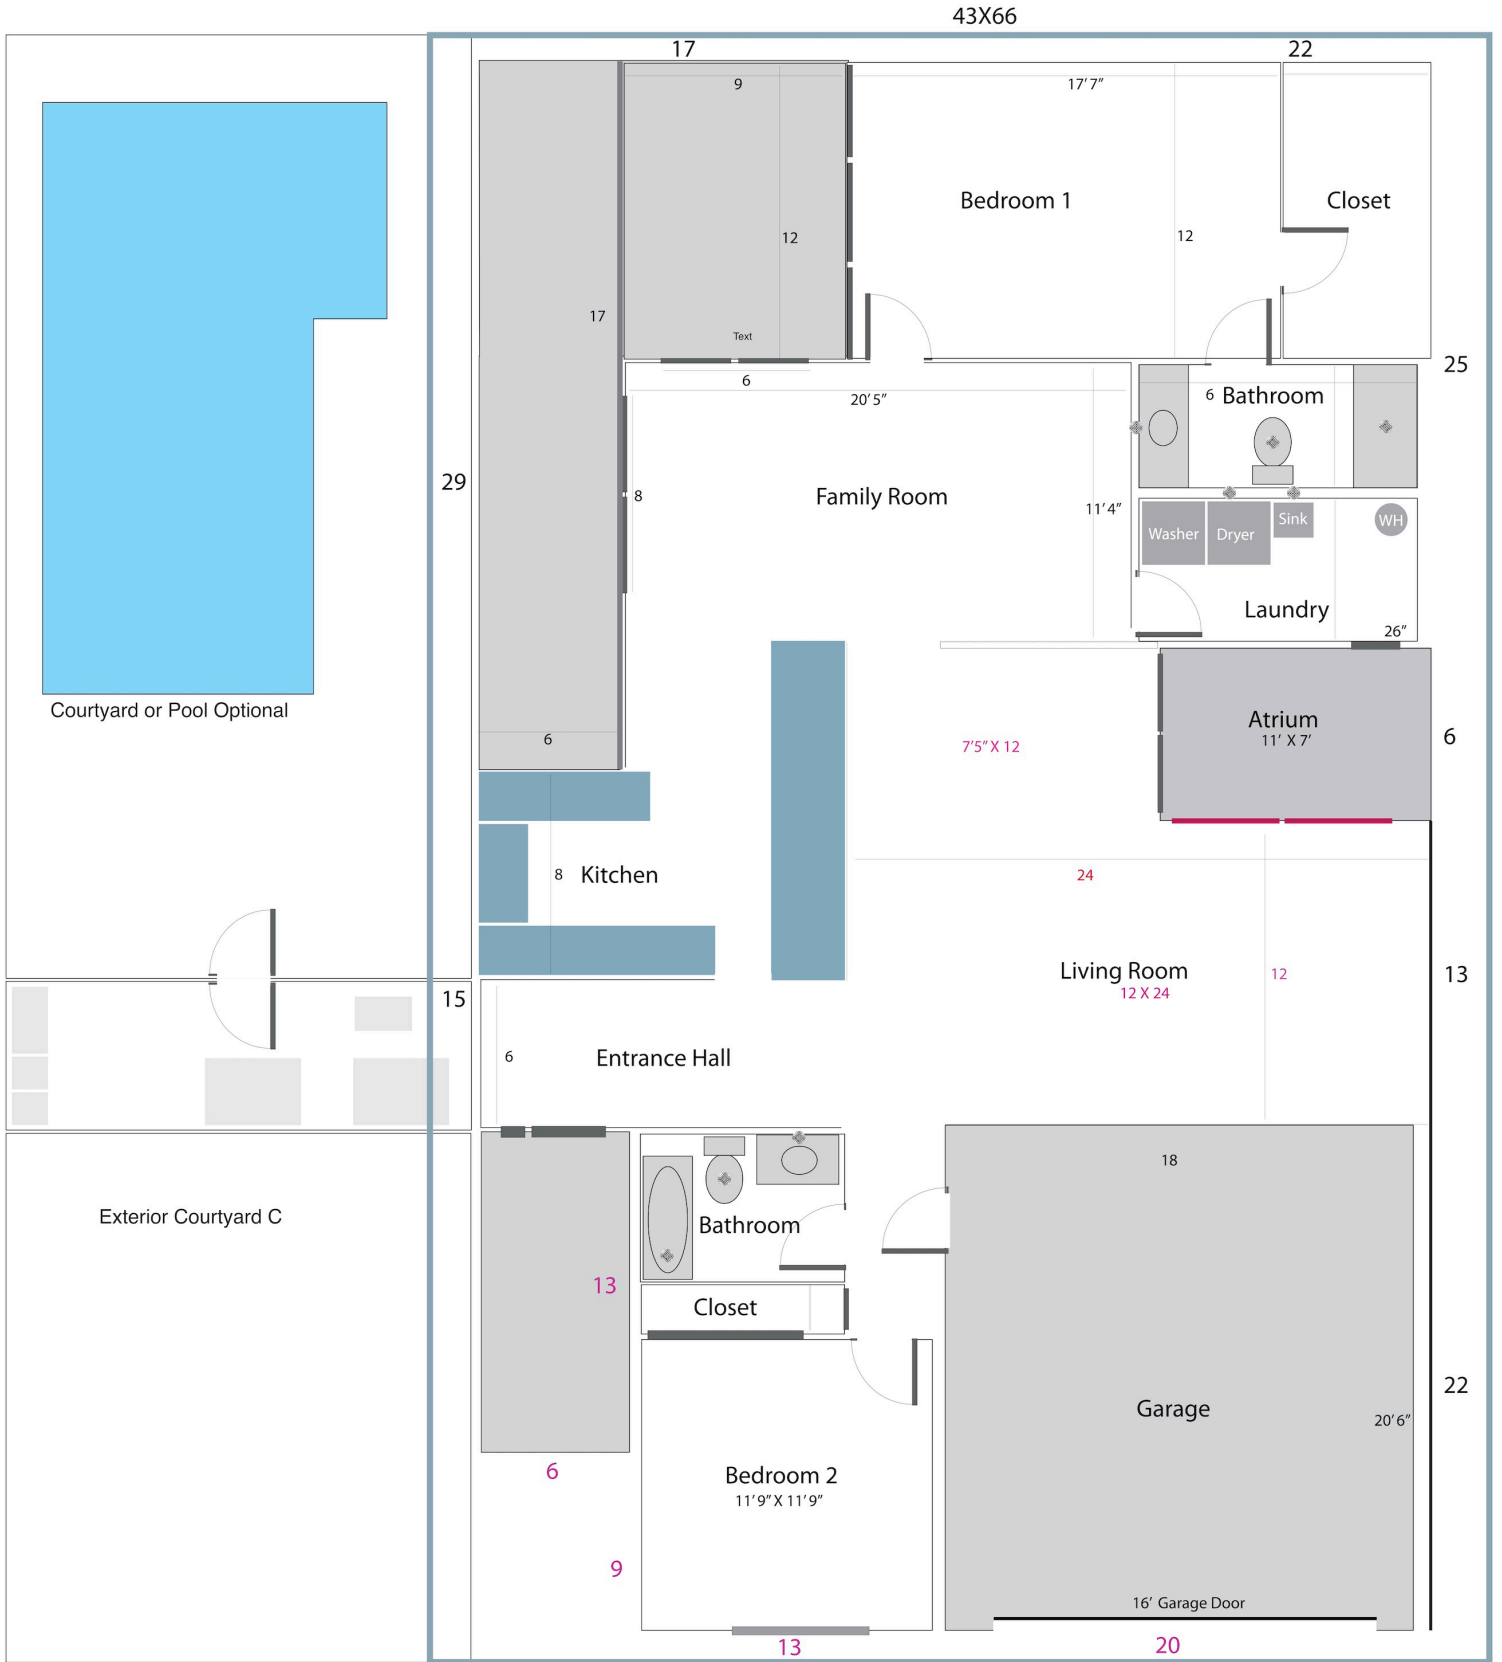 43X66
17
22
9
17'7"
Bedroom 1
Closet
12
12
17
Text
6
20'5"
25
6
Bathroom
29
8
Family Room
11'4"
Washer
Dryer
Sink
WH
Laundry
26"
Courtyard or Pool Optional
Atrium
11' X 7'
6
6
7'5" X 12
8
Kitchen
24
Living Room
12 X 24
12
13
15
6
Entrance Hall
18
Exterior Courtyard C
Bathroom
13
Closet
22
Garage
20'6"
6
Bedroom 2
11'9" X 11'9"
9
16' Garage Door
13
20